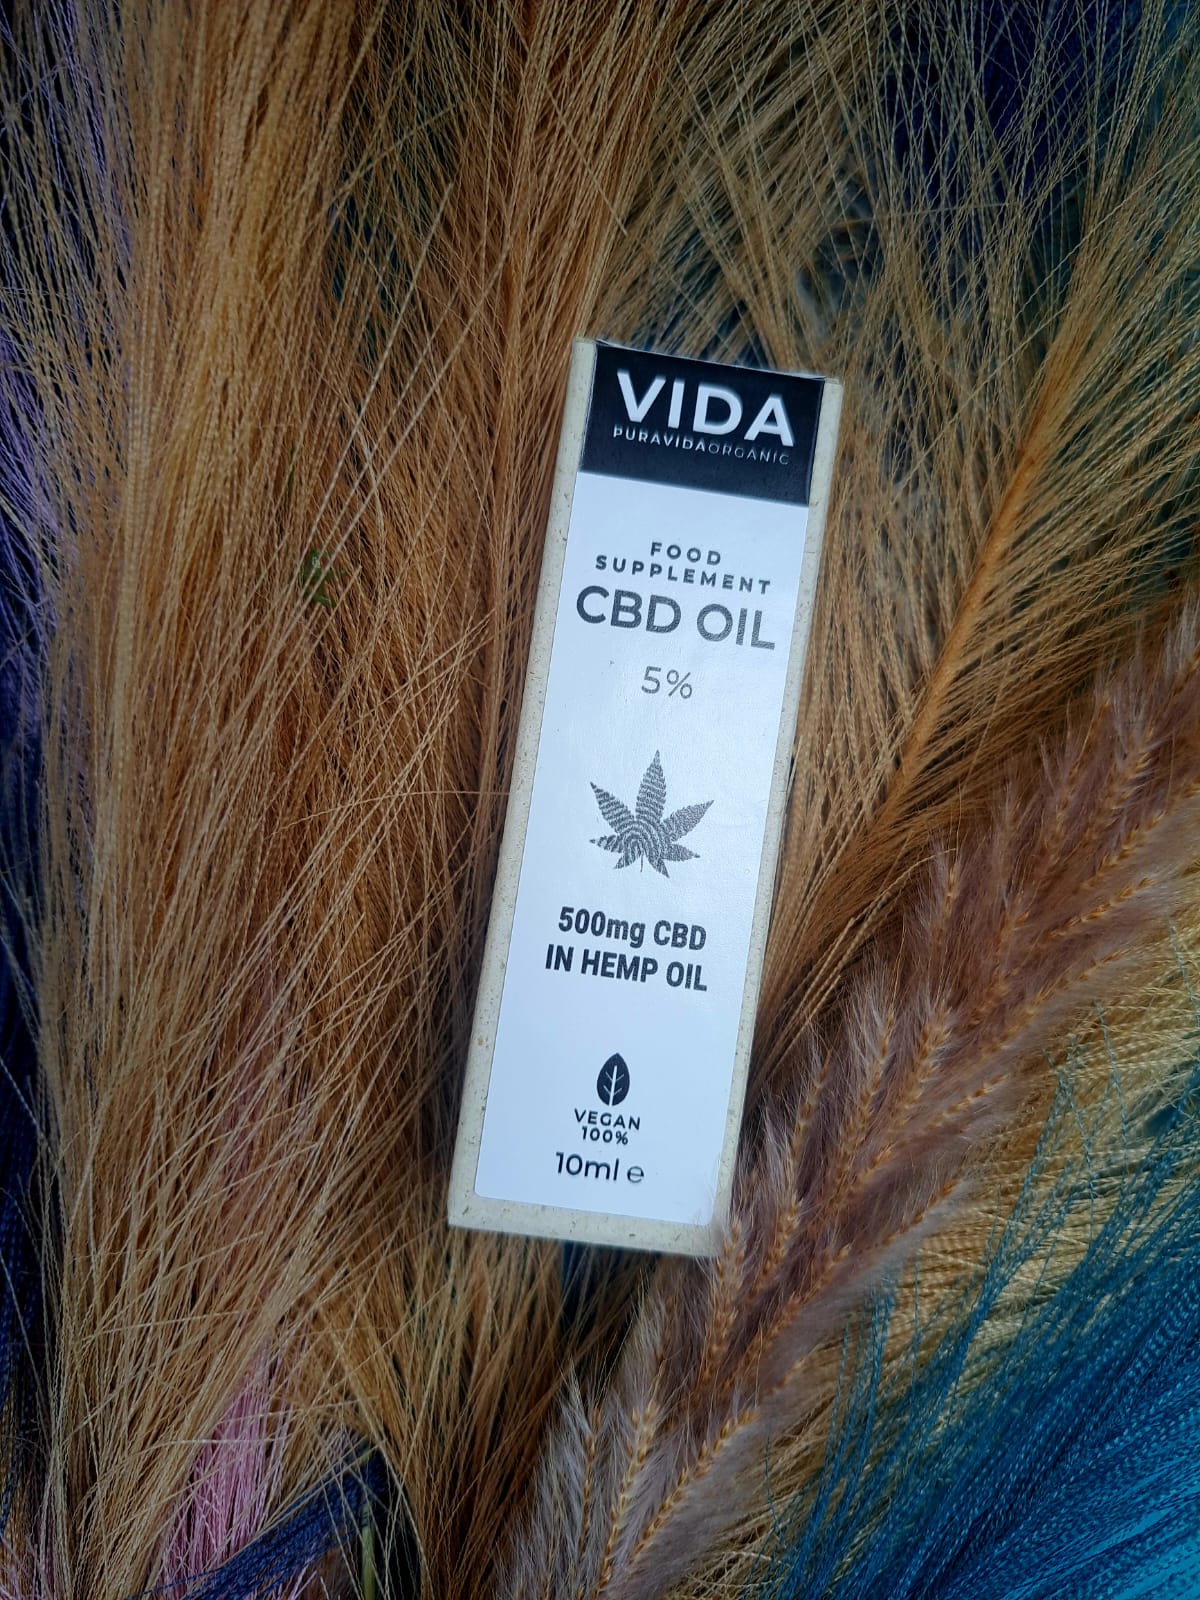 VIDA
PURAVIDAORGANIC
FOOD
SUPPLEMENT
CBD OIL
5%
500mg CBD
IN HEMP OIL
VEGAN
100%
10ml ℮